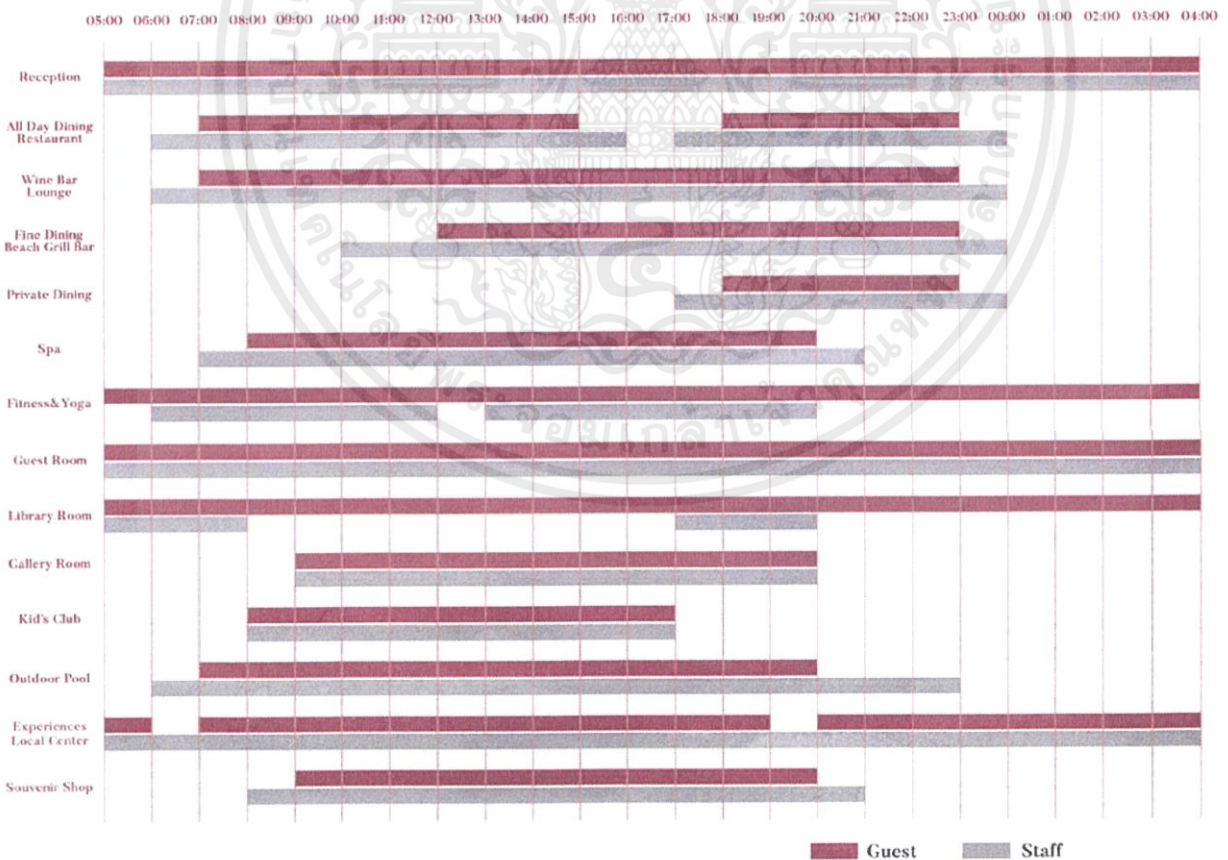 05:00 06:00 07:00 08:00 09:00 10:00 11:00 12:00 13:00 14:00 15:00 16:00 17:00 18:00 19:00 20:00 21:00 22:00 23:00 00:00 01:00 02:00 03:00 04:00
Reception
All Day Dining
Restaurant
Wine Bar
Lounge
Fine Dining
Beach Grill Bar
Private Dining
Spa
Fitness&Yoga
Guest Room
Library Room
Gallery Room
Kid's Club
Outdoor Pool
Experiences
Local Center
Souvenir Shop
Guest Staff